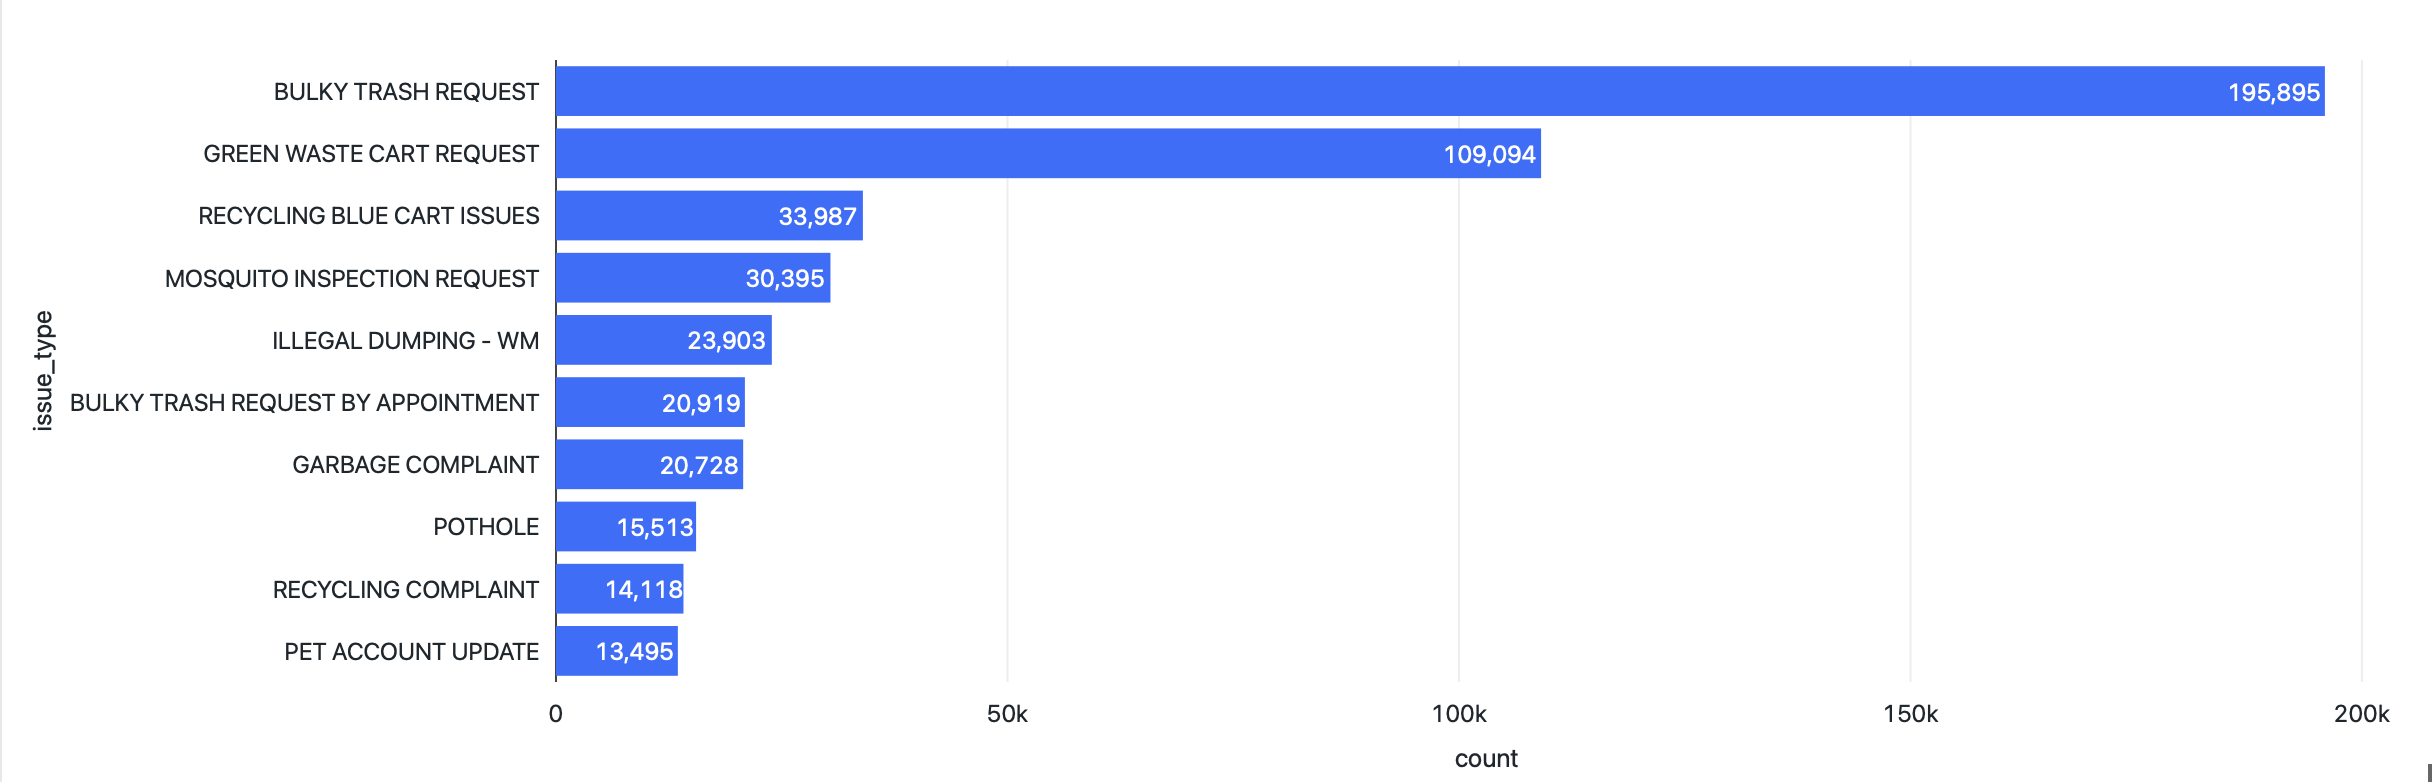 issue_type
BULKY TRASH REQUEST 195,895
GREEN WASTE CART REQUEST 109,094
RECYCLING BLUE CART ISSUES 33,987
MOSQUITO INSPECTION REQUEST 30,395
ILLEGAL DUMPING - WM 23,903
BULKY TRASH REQUEST BY APPOINTMENT 20,919
GARBAGE COMPLAINT 20,728
POTHOLE 15,513
RECYCLING COMPLAINT 14,118
PET ACCOUNT UPDATE 13,495
0 50k 100k 150k 200k
count